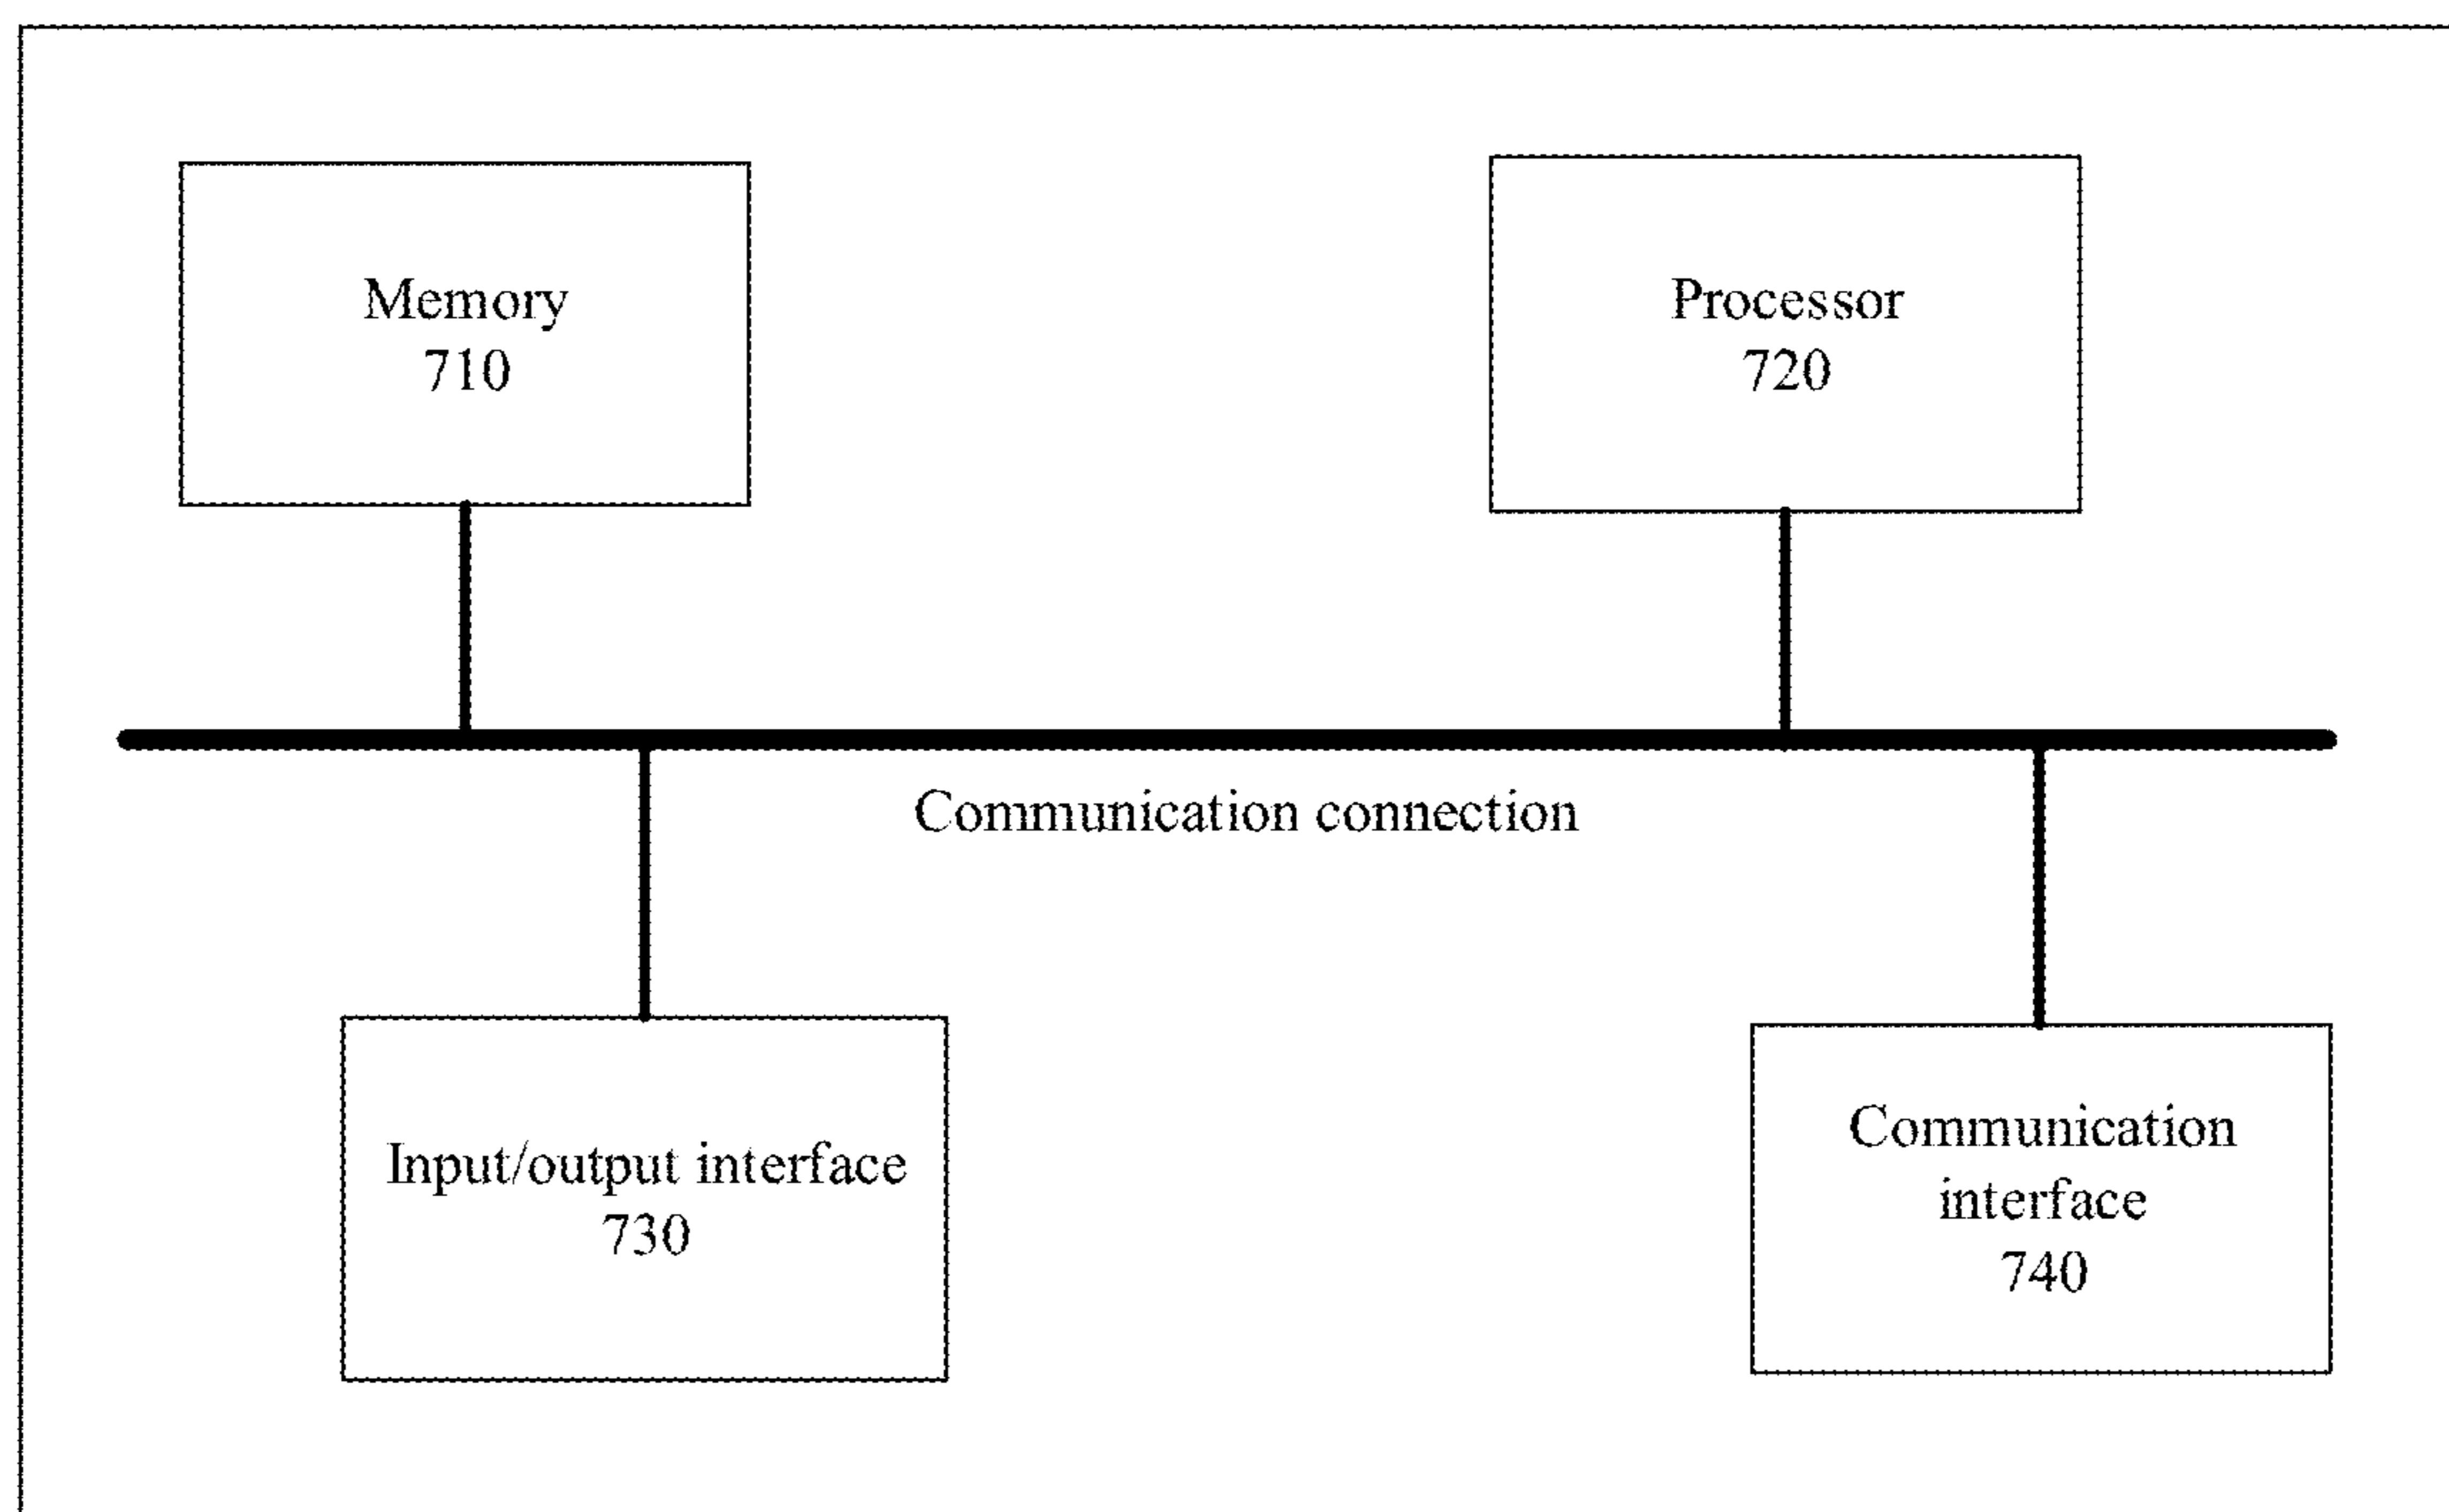 Memory
710
Processor
720
Communication connection
Input/output interface
730
Communication
interface
740